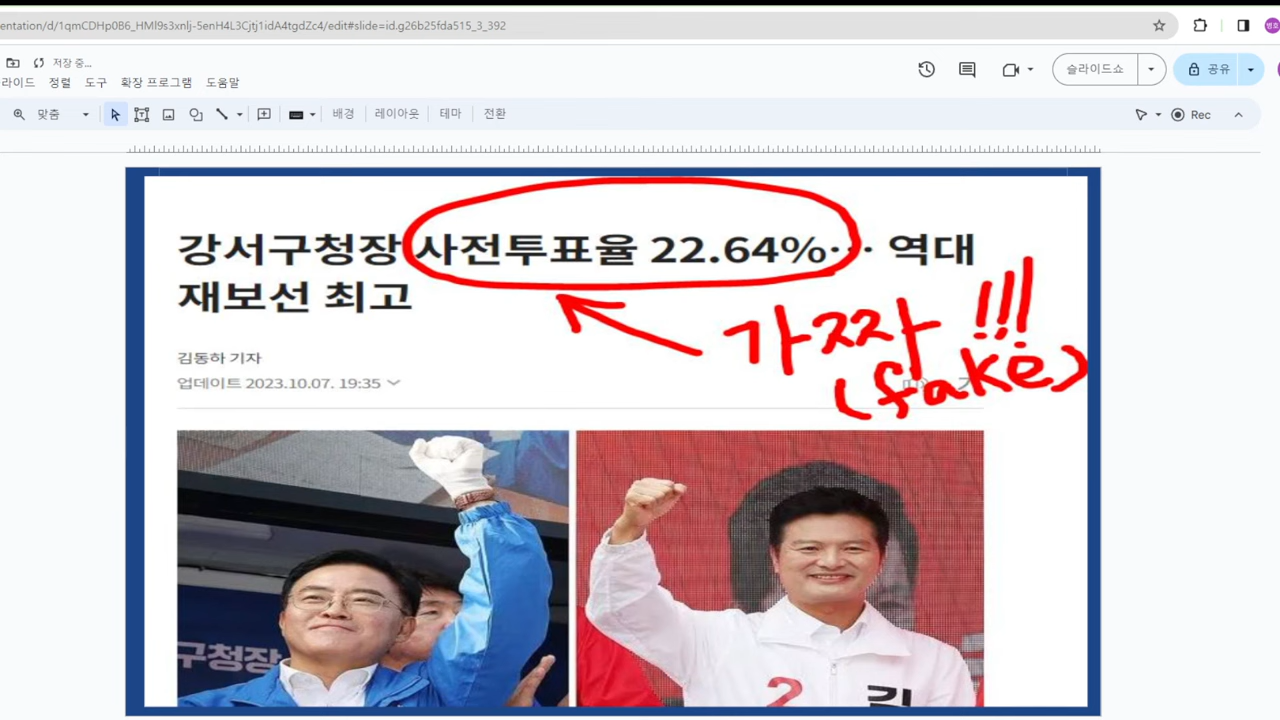 entation/d/1qmCDHp0B6_HMl9s3xnlj-5enH4L3Cjtj1idA4tgdZc4/edit#slide=id.g26b25fda515_3_392
저장 중...
라이드 정렬 도구 확장 프로그램 도움말
슬라이드쇼
공유
맞춤
배경 레이아웃 테마 전환
Rec
강서구청장 사전투표율 22.64%… 역대
재보선 최고
가짜 !!!
(fake)
김동하 기자
업데이트 2023.10.07. 19:35
구청장
2